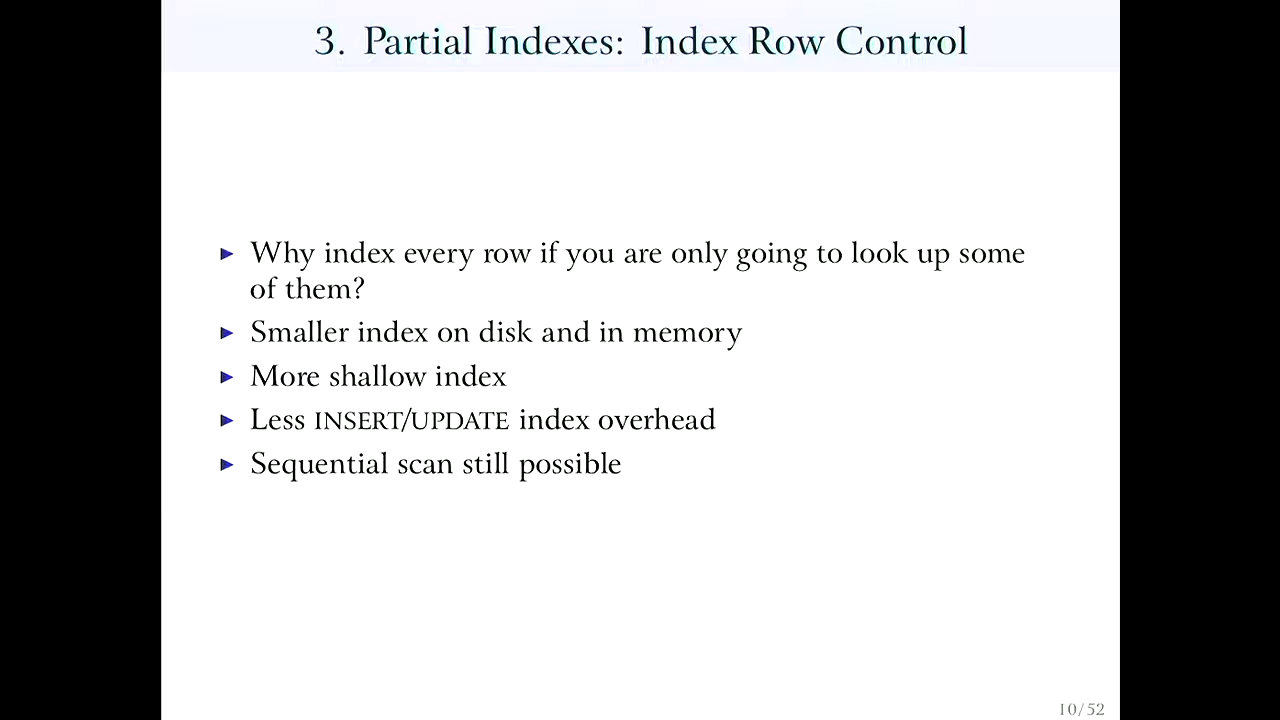 3. Partial Indexes: Index Row Control
▶ Why index every row if you are only going to look up some
of them?
▶ Smaller index on disk and in memory
▶ More shallow index
▶ Less INSERT/UPDATE index overhead
▶ Sequential scan still possible
10/52